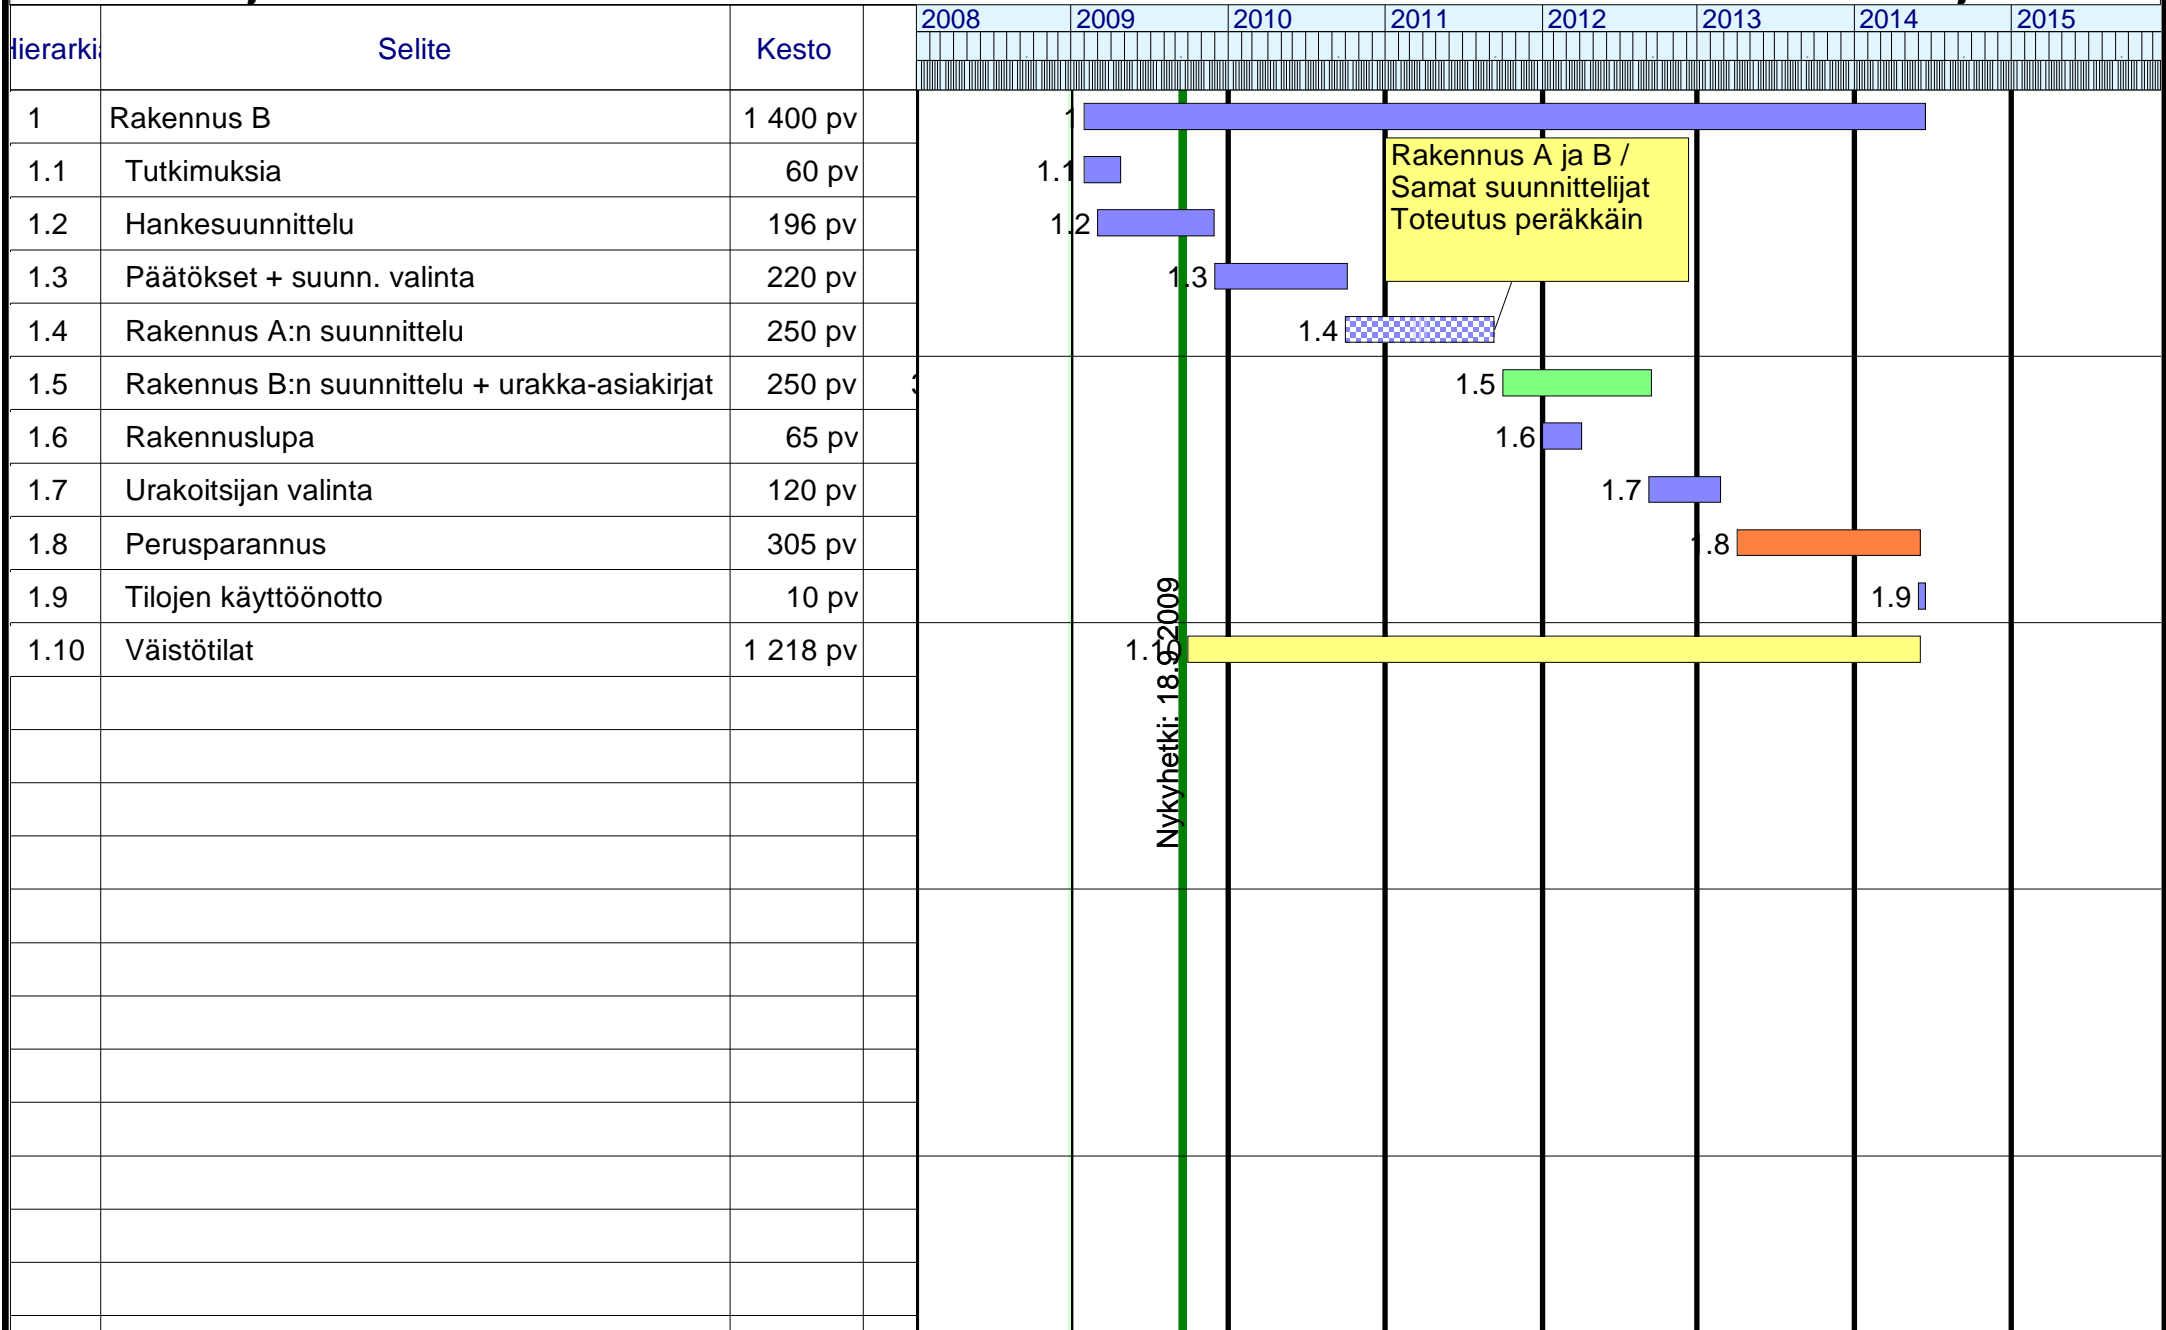 2008 2009 2010 2011 2012 2013 2014 2015
Hierarkia Selite Kesto
1 Rakennus B 1 400 pv 1
Rakennus A ja B /
Samat suunnittelijat
Toteutus peräkkäin
1.1 Tutkimuksia 60 pv 1.1
1.2 Hankesuunnittelu 196 pv 1.2
1.3 Päätökset + suunn. valinta 220 pv 1.3
1.4 Rakennus A:n suunnittelu 250 pv 1.4
1.5 Rakennus B:n suunnittelu + urakka-asiakirjat 250 pv 1.5
1.6 Rakennuslupa 65 pv 1.6
1.7 Urakoitsijan valinta 120 pv 1.7
1.8 Perusparannus 305 pv 1.8
1.9 Tilojen käyttöönotto 10 pv 1.9
1.10 Väistötilat 1 218 pv 1.10
Nykyhetki: 18.9.2009